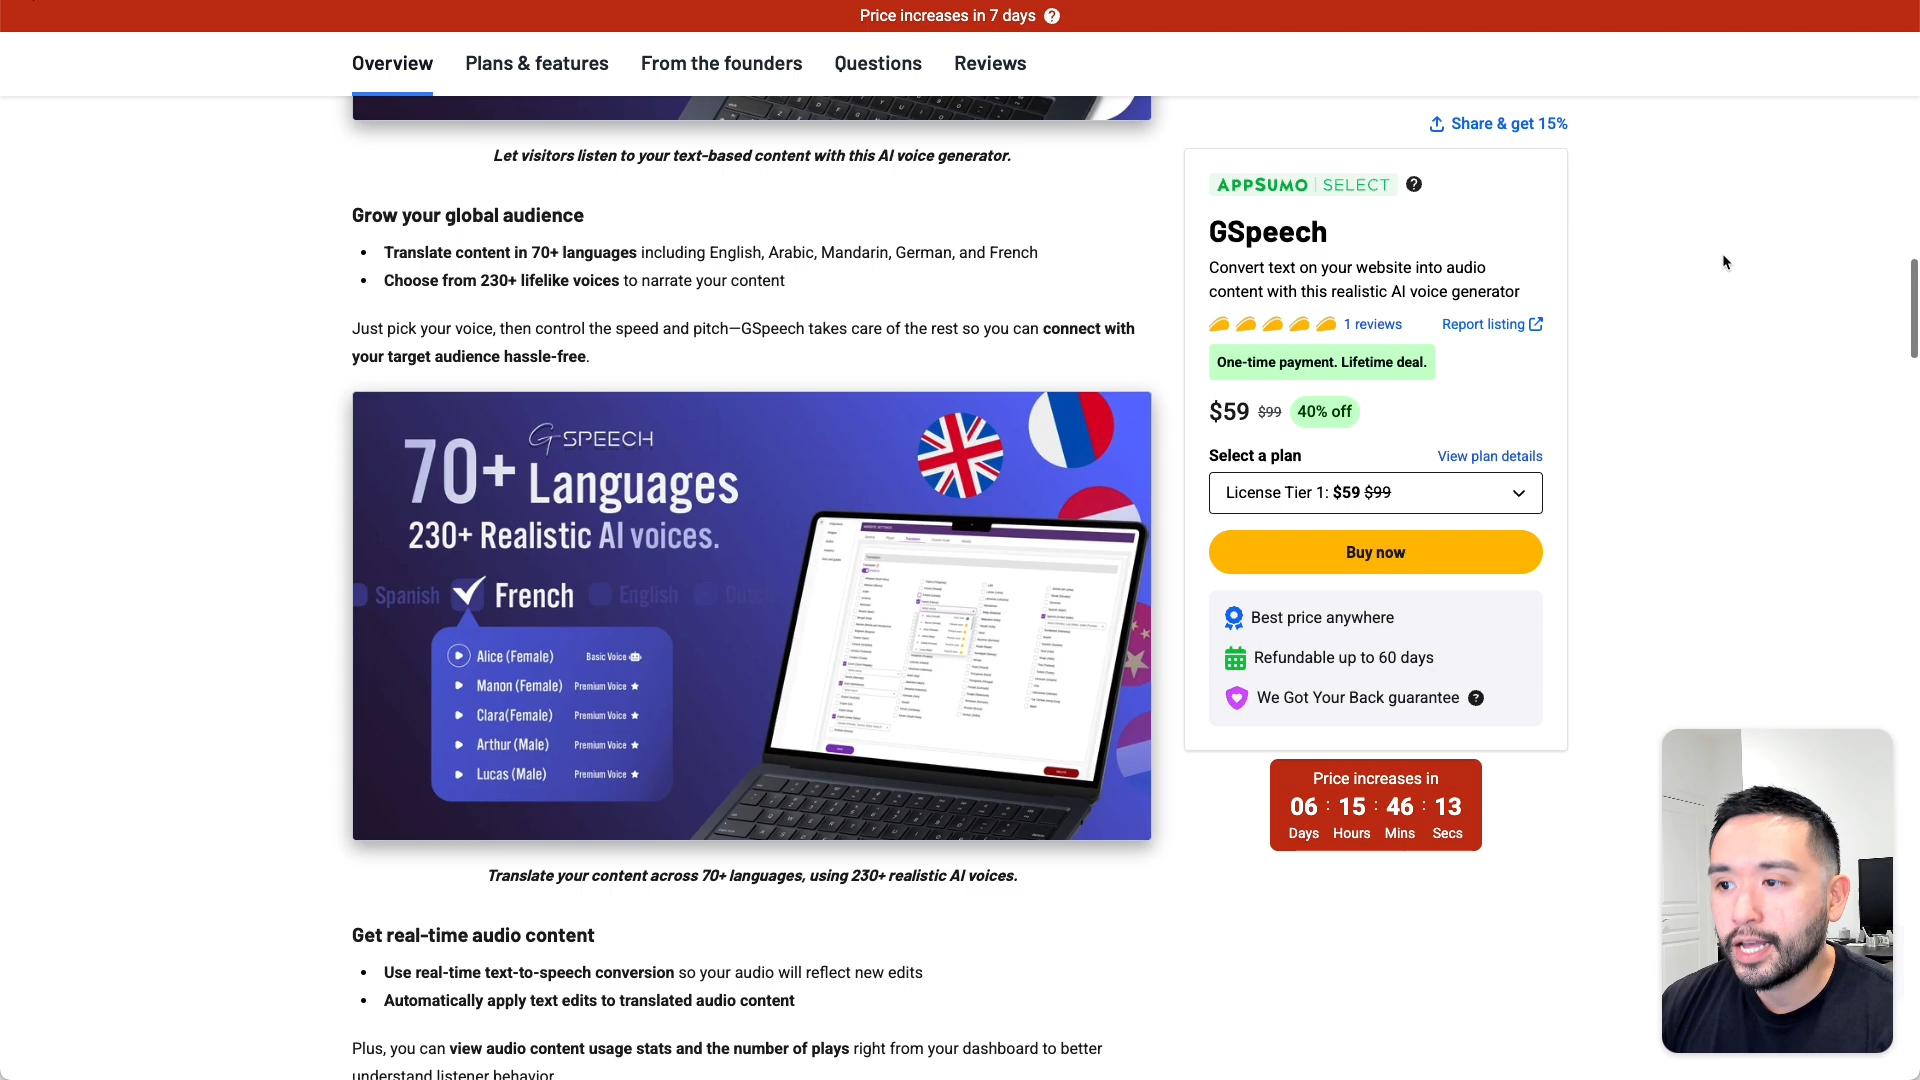 Price increases in 7 days ?
Overview
Plans & features
From the founders
Questions
Reviews
Let visitors listen to your text-based content with this AI voice generator.
Grow your global audience
• Translate content in 70+ languages including English, Arabic, Mandarin, German, and French
• Choose from 230+ lifelike voices to narrate your content
Just pick your voice, then control the speed and pitch—GSpeech takes care of the rest so you can connect with
your target audience hassle-free.
G-SPEECH
70+ Languages
230+ Realistic AI voices.
Spanish French English Dutch
Alice (Female) Basic Voice
Manon (Female) Premium Voice
Clara(Female) Premium Voice
Arthur (Male) Premium Voice
Lucas (Male) Premium Voice
Translate your content across 70+ languages, using 230+ realistic AI voices.
Get real-time audio content
• Use real-time text-to-speech conversion so your audio will reflect new edits
• Automatically apply text edits to translated audio content
Plus, you can view audio content usage stats and the number of plays right from your dashboard to better
understand listener behavior.
Share & get 15%
APPSUMO | SELECT ?
GSpeech
Convert text on your website into audio
content with this realistic AI voice generator
1 reviews
Report listing
One-time payment. Lifetime deal.
$59 $99 40% off
Select a plan
View plan details
License Tier 1: $59 $99
Buy now
Best price anywhere
Refundable up to 60 days
We Got Your Back guarantee ?
Price increases in
06 : 15 : 46 : 13
Days Hours Mins Secs